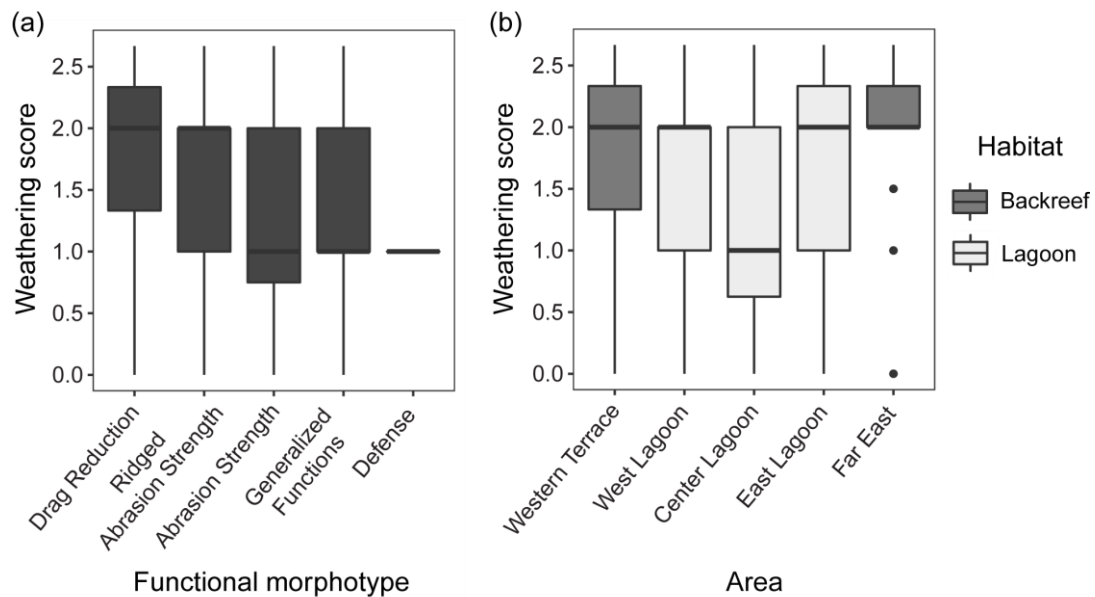 (a)
Weathering score
2.5
2.0
1.5
1.0
0.5
0.0
Drag Reduction
Ridged
Abrasion Strength
Abrasion Strength
Generalized
Functions
Defense
Functional morphotype
(b)
Weathering score
2.5
2.0
1.5
1.0
0.5
0.0
Western Terrace
West Lagoon
Center Lagoon
East Lagoon
Far East
Area
Habitat
Backreef
Lagoon